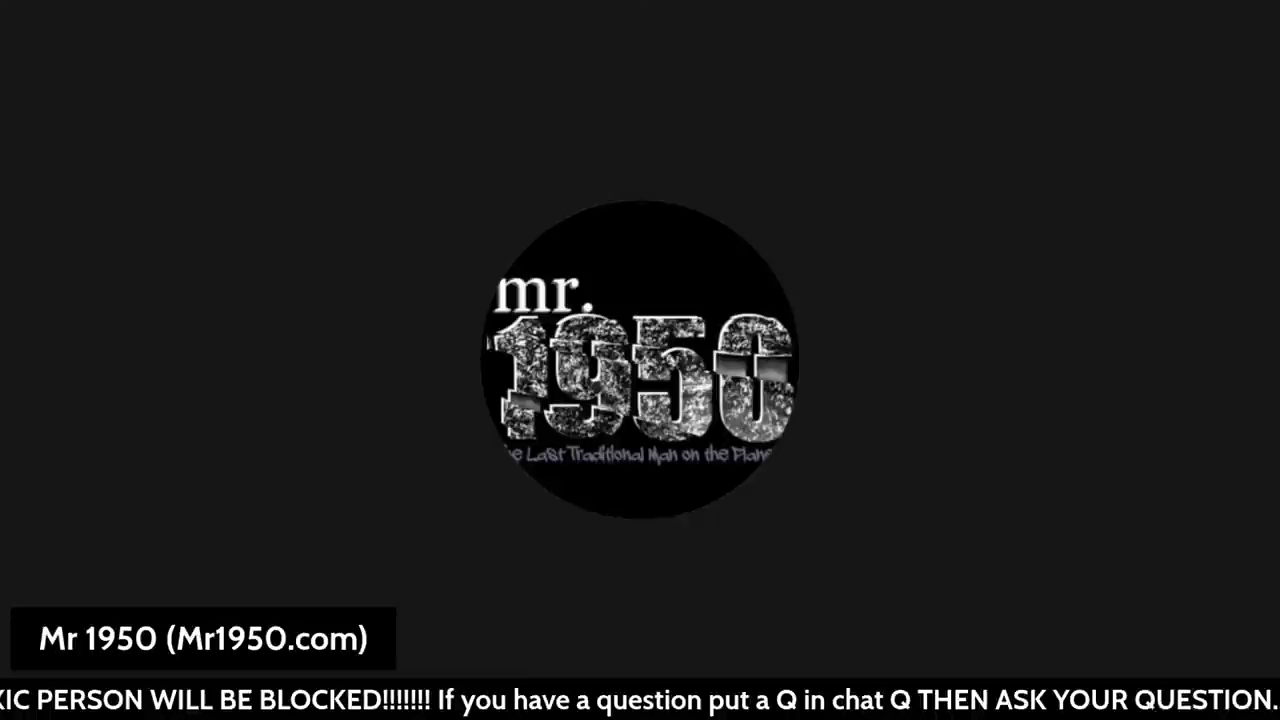 mr.
1950
Last Traditional Man on the
Mr 1950 (Mr1950.com)
PERSON WILL BE BLOCKED!!!!!!! If you have a question put a Q in chat Q THEN ASK YOUR QUESTION.